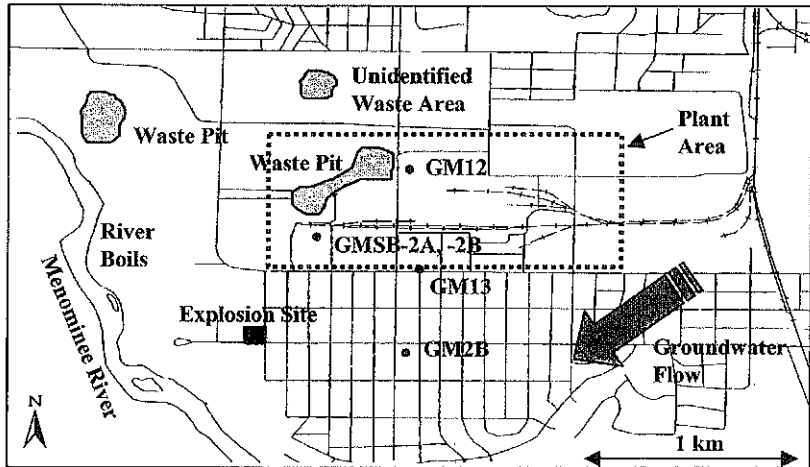 Unidentified
Waste Area
Waste Pit
Plant
Area
Waste Pit
GM12
River
Boils
GMSB-2A, -2B
GM13
Menominee River
Explosion Site
GM2B
Groundwater
Flow
N
1 km